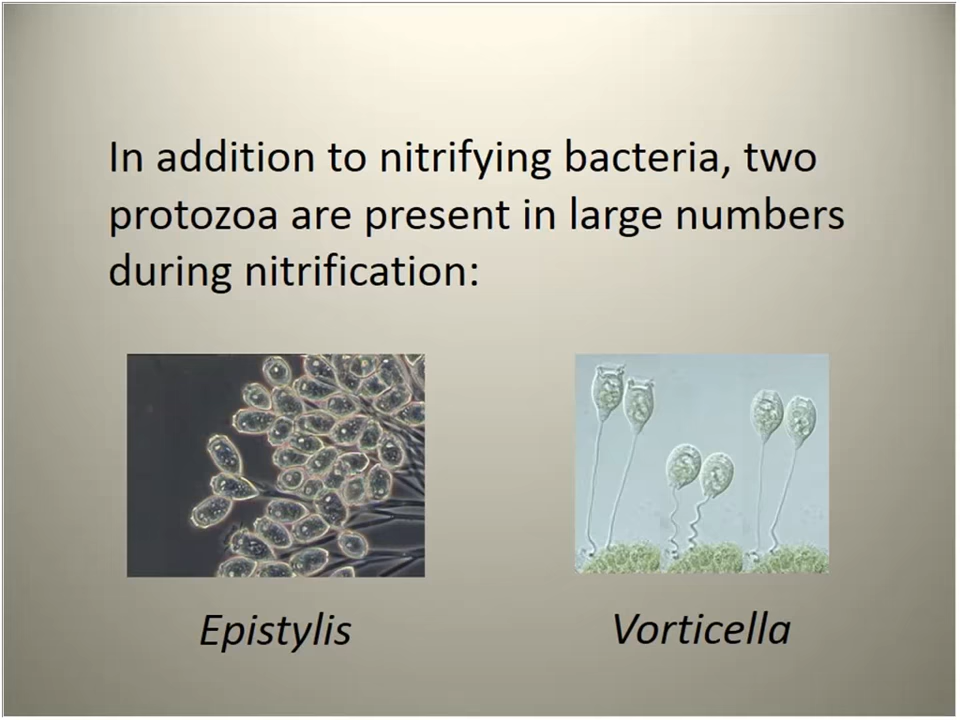 In addition to nitrifying bacteria, two
protozoa are present in large numbers
during nitrification:
Epistylis
Vorticella